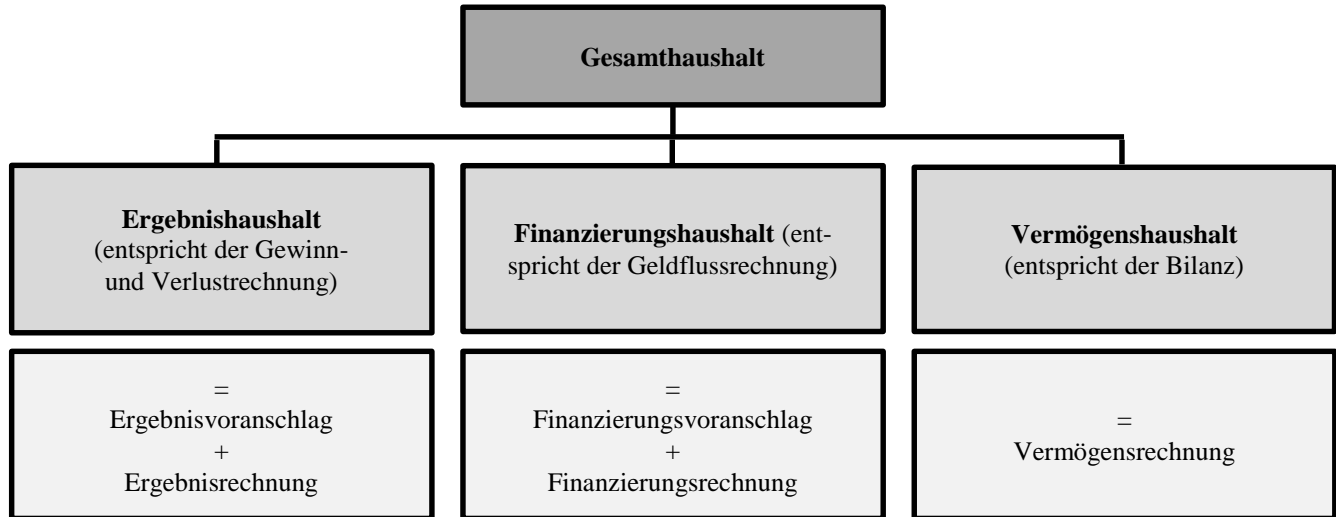 Gesamthaushalt
Ergebnishaushalt
(entspricht der Gewinn-
und Verlustrechnung)
Finanzierungshaushalt (ent-
spricht der Geldflussrechnung)
Vermögenshaushalt
(entspricht der Bilanz)
=
Ergebnisvoranschlag
+
Ergebnisrechnung
=
Finanzierungsvoranschlag
+
Finanzierungsrechnung
=
Vermögensrechnung